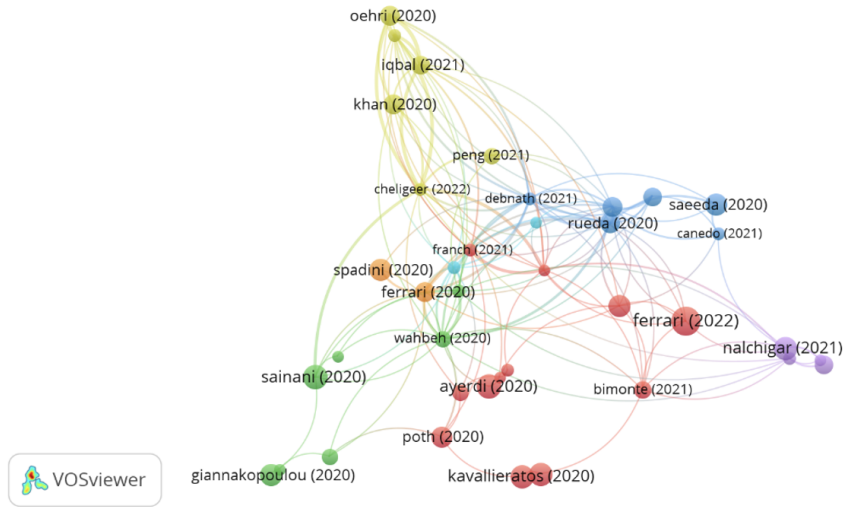 oehri (2020)
iqbal (2021)
khan (2020)
peng (2021)
cheligeer (2022)
debnath (2021)
saeeda (2020)
rueda (2020)
canedo (2021)
franch (2021)
spadini (2020)
ferrari (2020)
ferrari (2022)
wahbeh (2020)
nalchigar (2021)
sainani (2020)
ayerdi (2020)
bimonte (2021)
poth (2020)
giannakopoulou (2020)
kavallieratos (2020)
VOSviewer